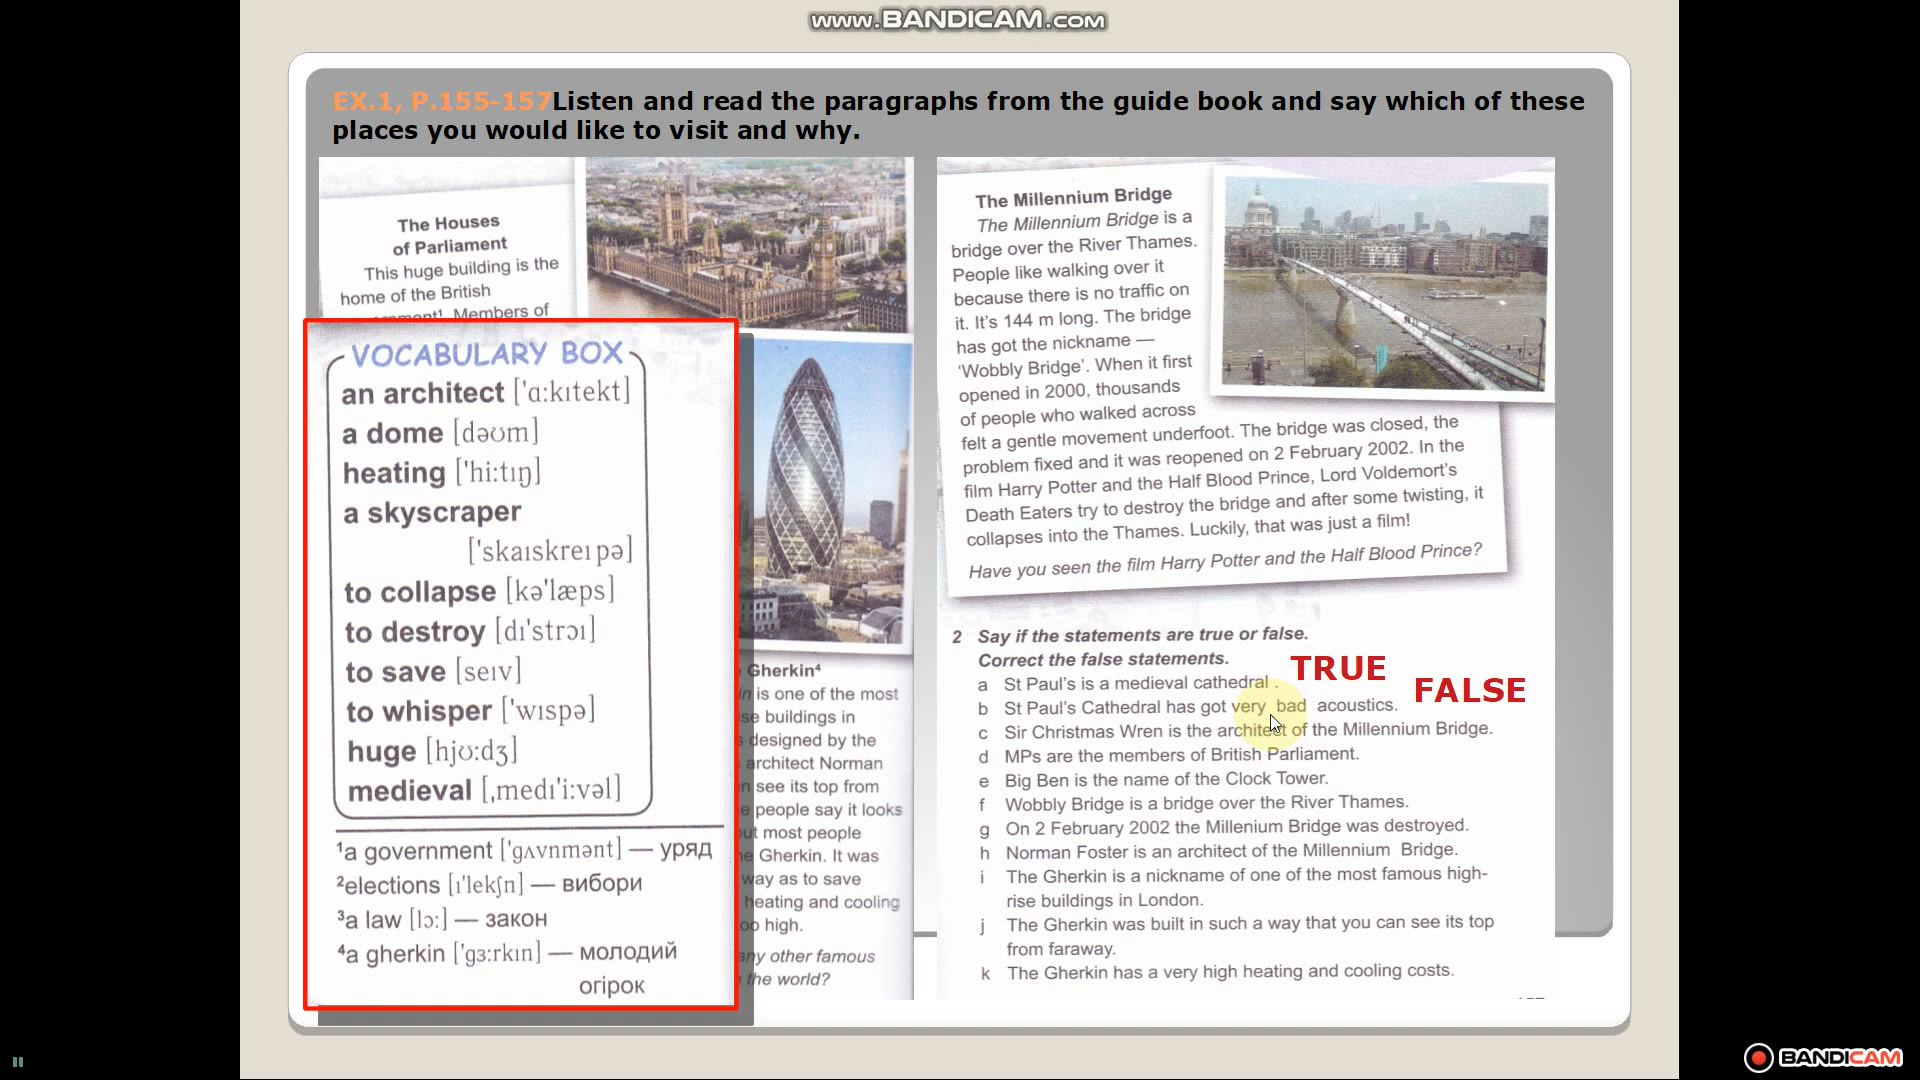 www.BANDICAM.com
EX.1, P.155-157Listen and read the paragraphs from the guide book and say which of these
places you would like to visit and why.
The Houses
of Parliament
This huge building is the
home of the British
Members of
VOCABULARY BOX
an architect ['ɑ:kɪtekt]
a dome [dəʊm]
heating ['hi:tɪŋ]
a skyscraper
['skaɪskreɪpə]
to collapse [kə'læps]
to destroy [dɪ'strɔɪ]
to save [seɪv]
to whisper ['wɪspə]
huge [hjʊ:dʒ]
medieval [ˌmedɪ'i:vəl]
¹a government ['gʌvnmənt] — уряд
²elections [ɪ'lekʃn] — вибори
³a law [lɔ:] — закон
⁴a gherkin ['gɜ:rkɪn] — молодий
огірок
Gherkin⁴
is one of the most
buildings in
designed by the
architect Norman
see its top from
people say it looks
most people
Gherkin. It was
way as to save
heating and cooling
high.
any other famous
the world?
The Millennium Bridge
The Millennium Bridge is a
bridge over the River Thames.
People like walking over it
because there is no traffic on
it. It's 144 m long. The bridge
has got the nickname —
'Wobbly Bridge'. When it first
opened in 2000, thousands
of people who walked across
felt a gentle movement underfoot. The bridge was closed, the
problem fixed and it was reopened on 2 February 2002. In the
film Harry Potter and the Half Blood Prince, Lord Voldemort's
Death Eaters try to destroy the bridge and after some twisting, it
collapses into the Thames. Luckily, that was just a film!
Have you seen the film Harry Potter and the Half Blood Prince?
2 Say if the statements are true or false.
Correct the false statements.
a St Paul's is a medieval cathedral . TRUE
b St Paul's Cathedral has got very bad acoustics. FALSE
c Sir Christmas Wren is the architect of the Millennium Bridge.
d MPs are the members of British Parliament.
e Big Ben is the name of the Clock Tower.
f Wobbly Bridge is a bridge over the River Thames.
g On 2 February 2002 the Millenium Bridge was destroyed.
h Norman Foster is an architect of the Millennium Bridge.
i The Gherkin is a nickname of one of the most famous high-
rise buildings in London.
j The Gherkin was built in such a way that you can see its top
from faraway.
k The Gherkin has a very high heating and cooling costs.
BANDICAM